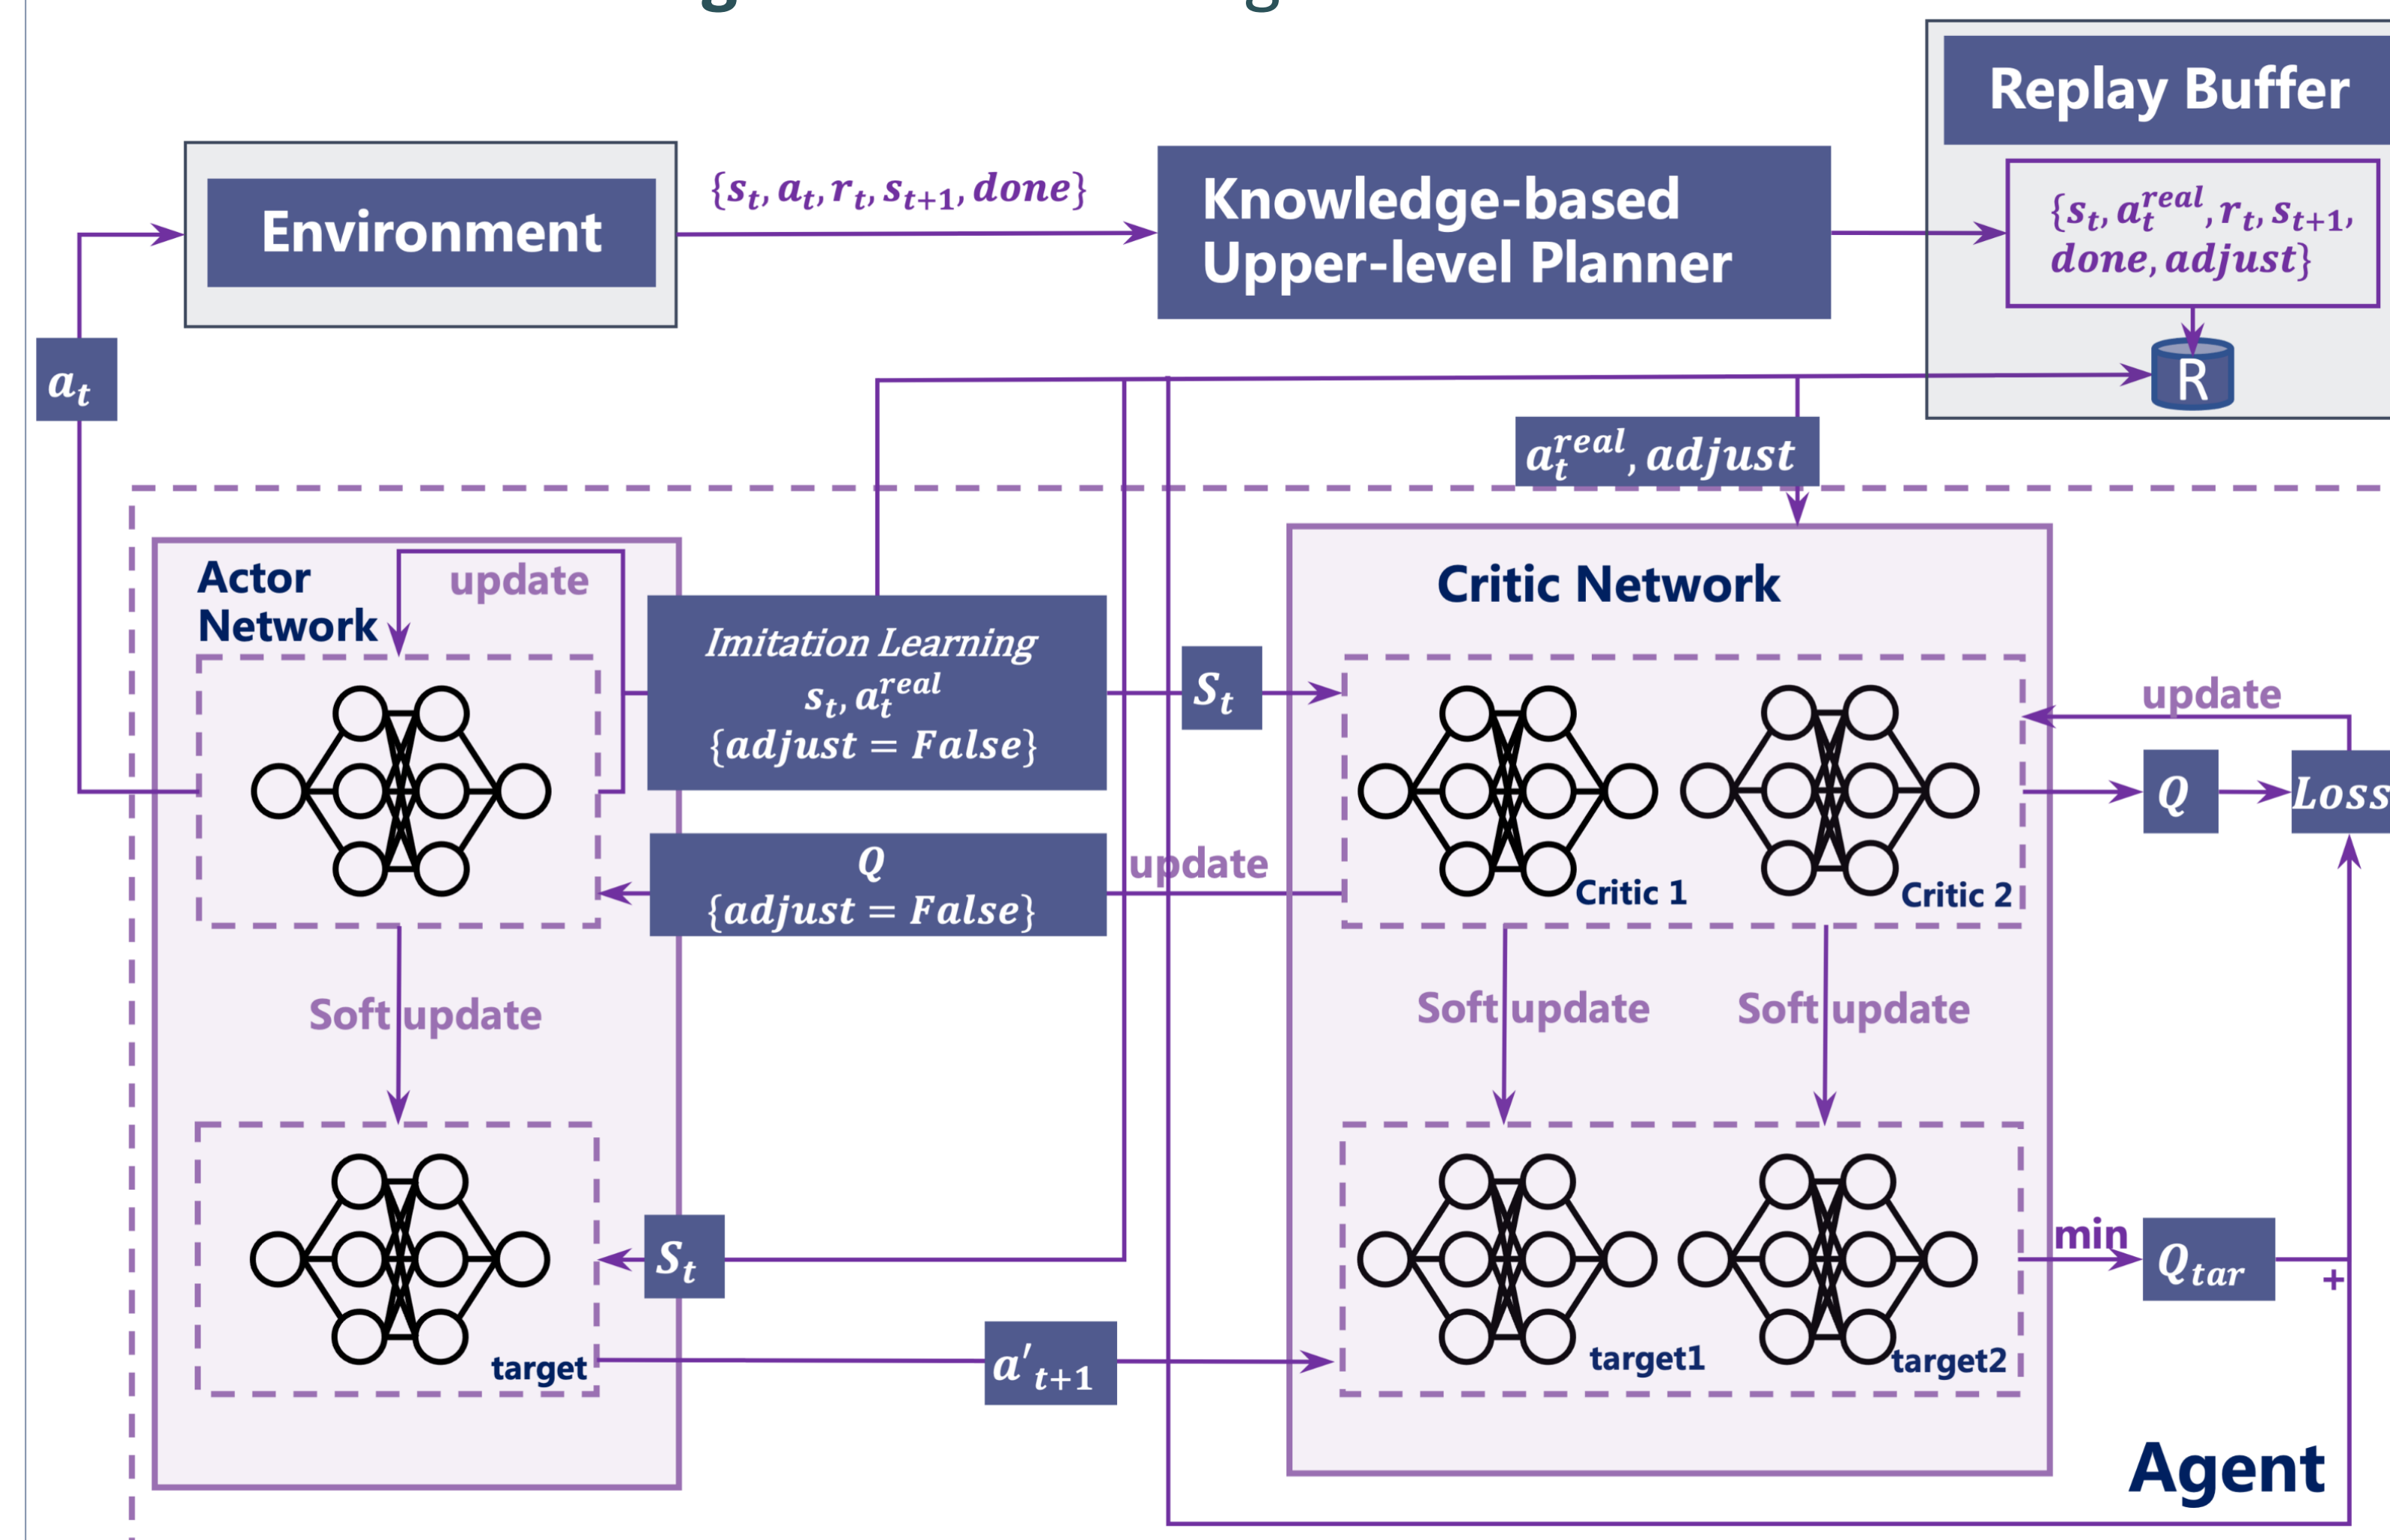 Replay Buffer
{s_t, a_t, r_t, s_{t+1}, done}
Environment
Knowledge-based
Upper-level Planner
{s_t, a_t^{real}, r_t, s_{t+1},
done, adjust}
R
a_t
a_t^{real}, adjust
Actor
Network
update
Imitation Learning
s_t, a_t^{real}
{adjust = False}
S_t
Critic Network
update
Q
Loss
Q
{adjust = False}
update
Critic 1
Critic 2
Soft update
Soft update
Soft update
S_t
min
Q_{tar}
+
target
a'_{t+1}
target1
target2
Agent